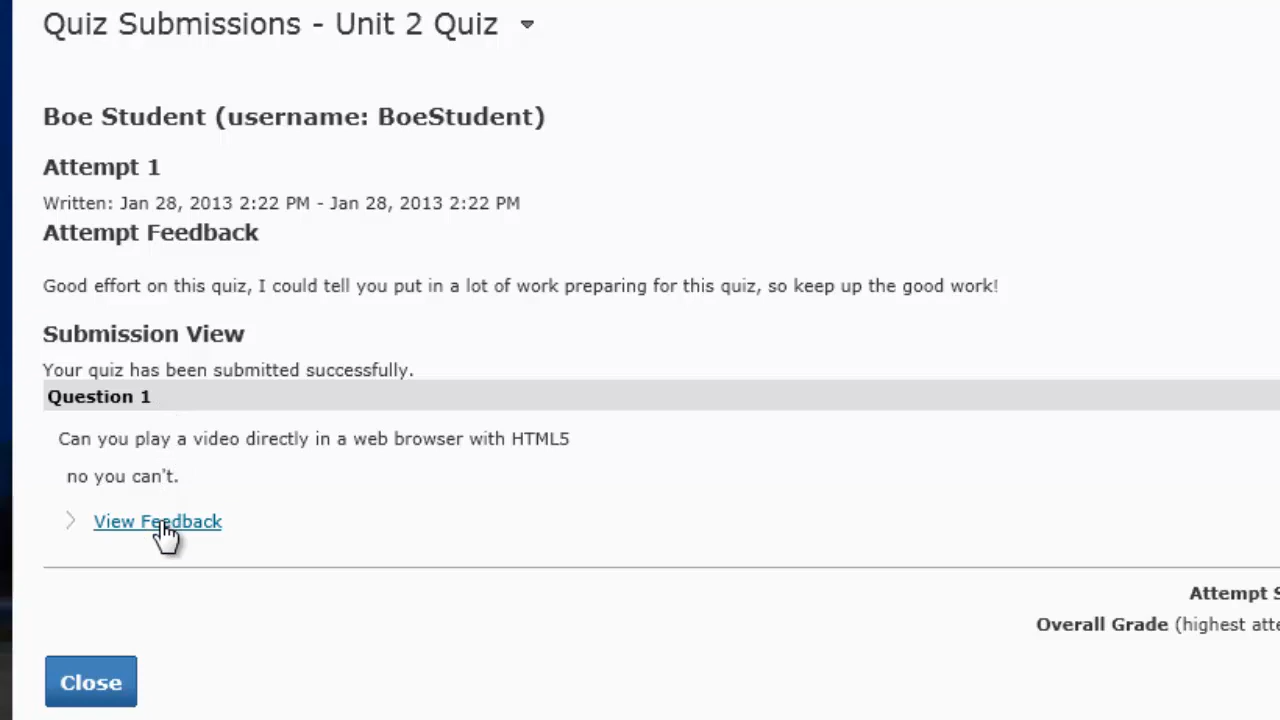 Quiz Submissions - Unit 2 Quiz
Boe Student (username: BoeStudent)
Attempt 1
Written: Jan 28, 2013 2:22 PM - Jan 28, 2013 2:22 PM
Attempt Feedback
Good effort on this quiz, I could tell you put in a lot of work preparing for this quiz, so keep up the good work!
Submission View
Your quiz has been submitted successfully.
Question 1
Can you play a video directly in a web browser with HTML5
no you can't.
View Feedback
Attempt S
Overall Grade (highest atte
Close